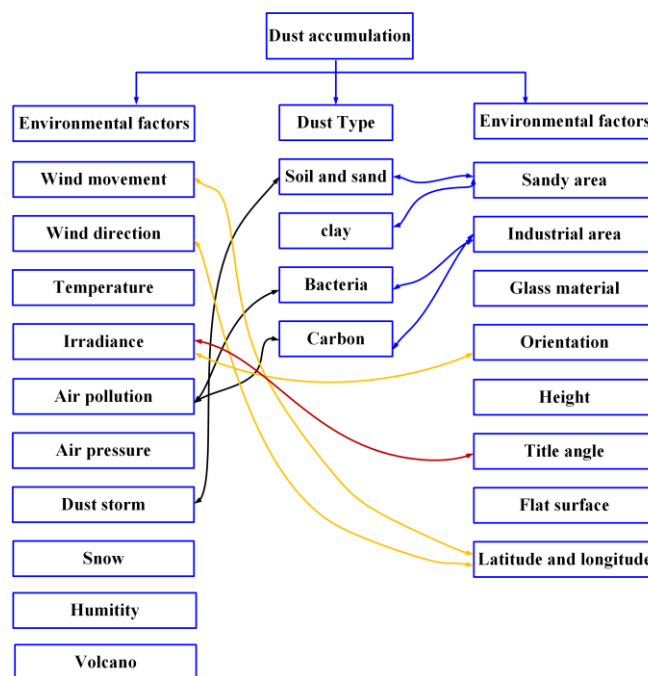 Dust accumulation
Environmental factors
Dust Type
Environmental factors
Wind movement
Soil and sand
Sandy area
Wind direction
clay
Industrial area
Temperature
Bacteria
Glass material
Irradiance
Carbon
Orientation
Air pollution
Height
Air pressure
Title angle
Dust storm
Flat surface
Snow
Latitude and longitude
Humitity
Volcano